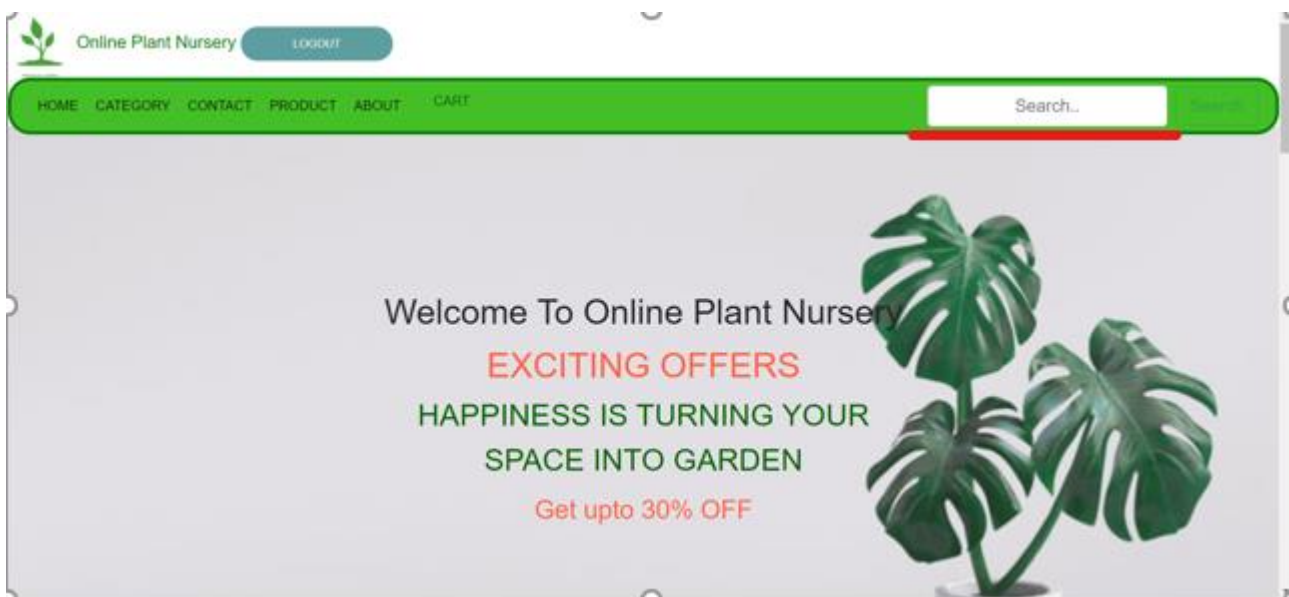 Online Plant Nursery LOGOUT
HOME CATEGORY CONTACT PRODUCT ABOUT CART Search.. Search
Welcome To Online Plant Nursery
EXCITING OFFERS
HAPPINESS IS TURNING YOUR
SPACE INTO GARDEN
Get upto 30% OFF